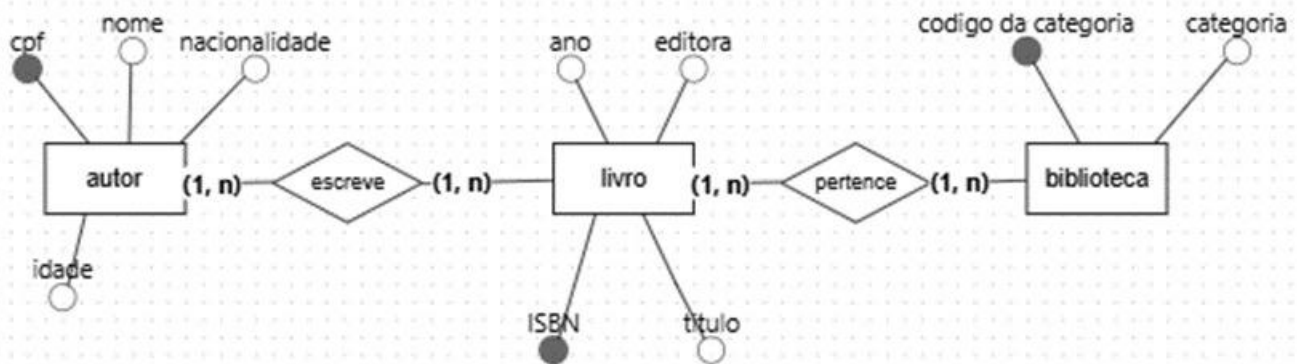 cpf
nome
nacionalidade
ano
editora
codigo da categoria
categoria
autor
(1, n)
escreve
(1, n)
livro
(1, n)
pertence
(1, n)
biblioteca
idade
ISBN
titulo